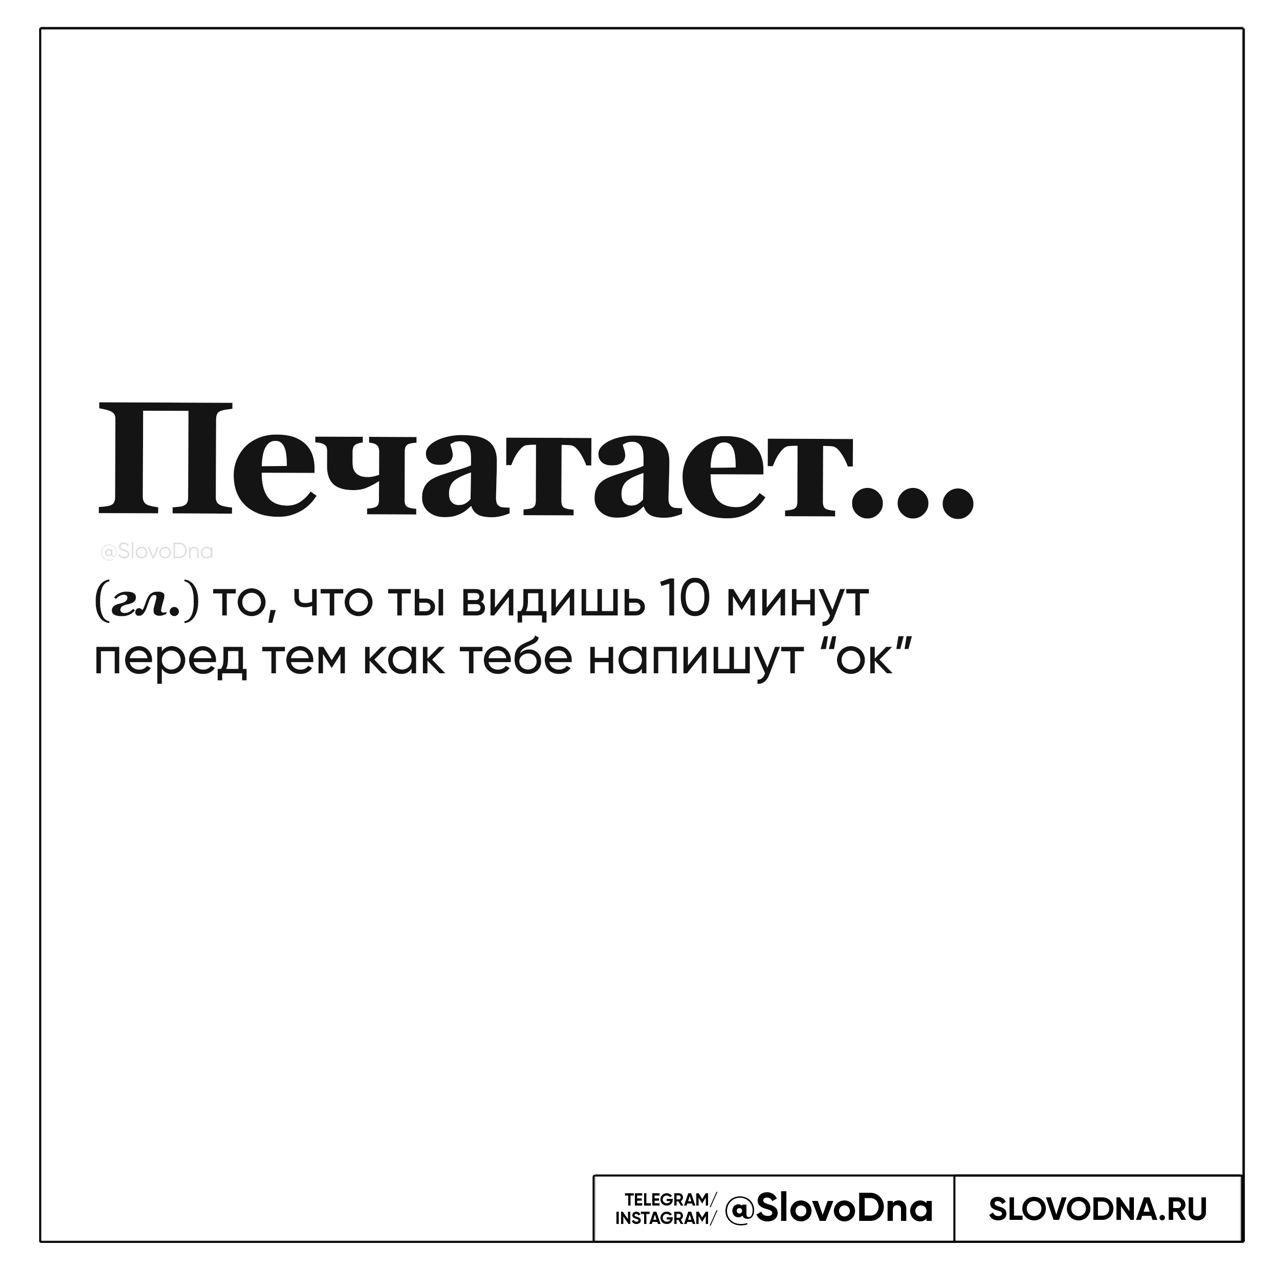 Печатает...
@SlovoDna
(гл.) то, что ты видишь 10 минут
перед тем как тебе напишут “ок”
TELEGRAM/
INSTAGRAM/
@SlovoDna
SLOVODNA.RU